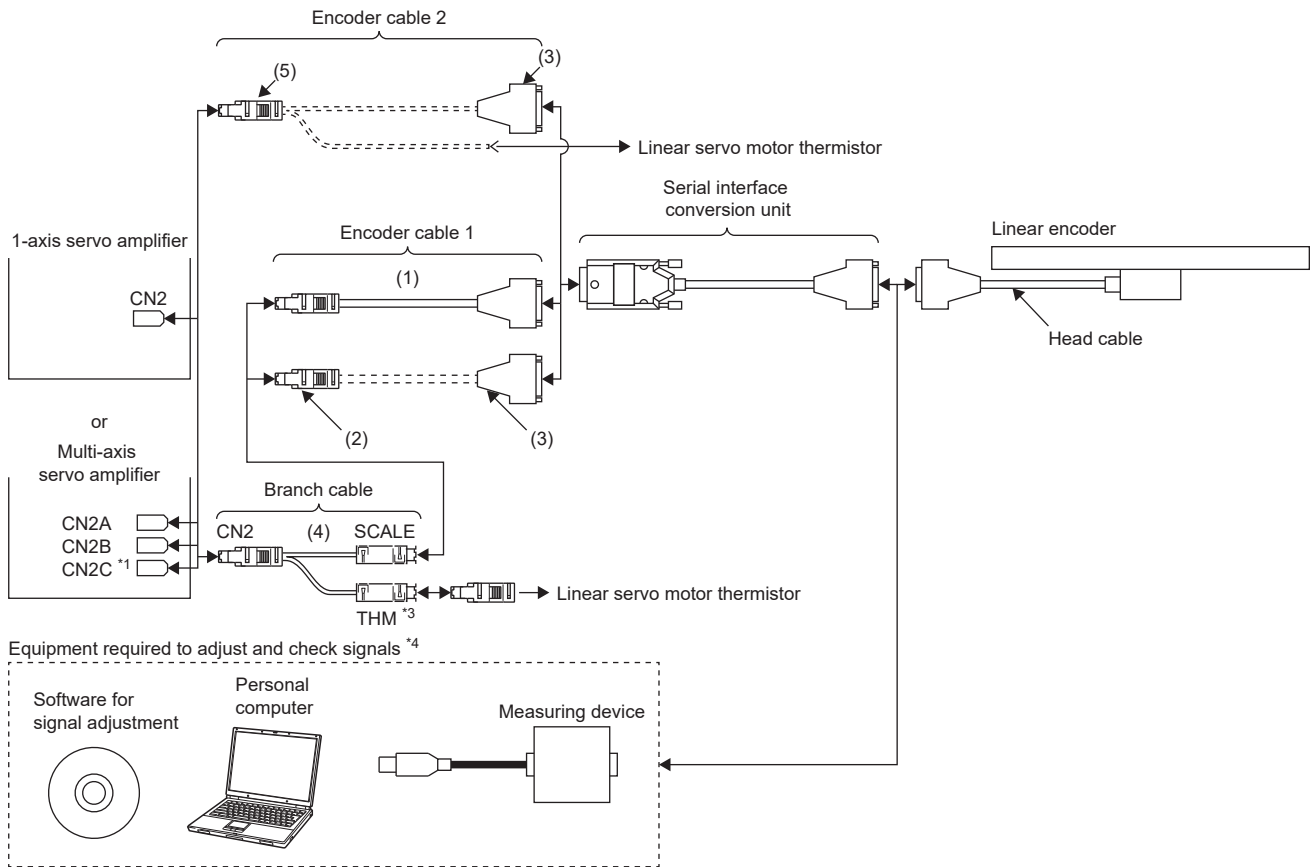 Encoder cable 2
(5)
(3)
Linear servo motor thermistor
Serial interface
conversion unit
1-axis servo amplifier
Encoder cable 1
Linear encoder
(1)
CN2
Head cable
(2)
(3)
or
Multi-axis
servo amplifier
Branch cable
CN2A
CN2B
CN2C *1
CN2
(4)
SCALE
THM *3
Linear servo motor thermistor
Equipment required to adjust and check signals *4
Software for
signal adjustment
Personal
computer
Measuring device